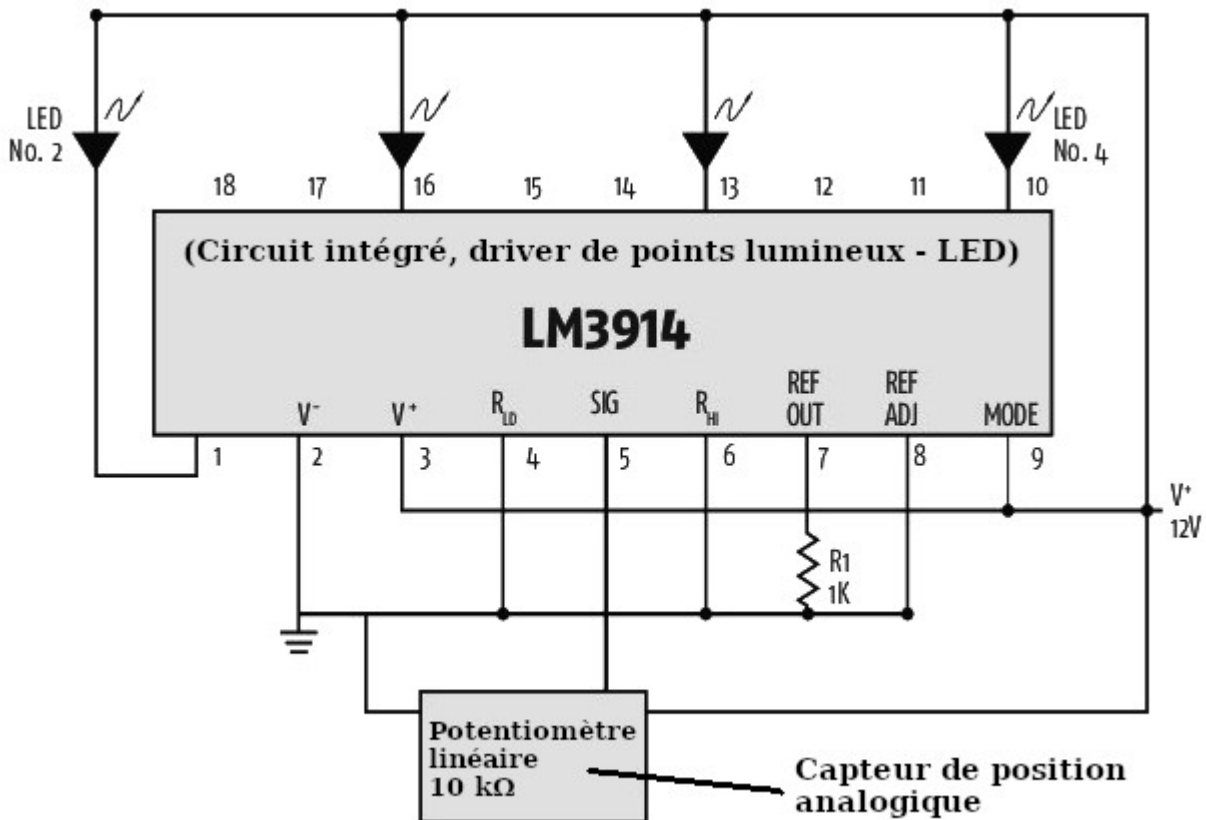 LED
No. 2
LED
No. 4
18 17 16 15 14 13 12 11 10
(Circuit intégré, driver de points lumineux - LED)
LM3914
V- V+ RLD SIG RHI REF OUT REF ADJ MODE
1 2 3 4 5 6 7 8 9
V+
12V
R1
1K
Potentiomètre
linéaire
10 kΩ
Capteur de position
analogique